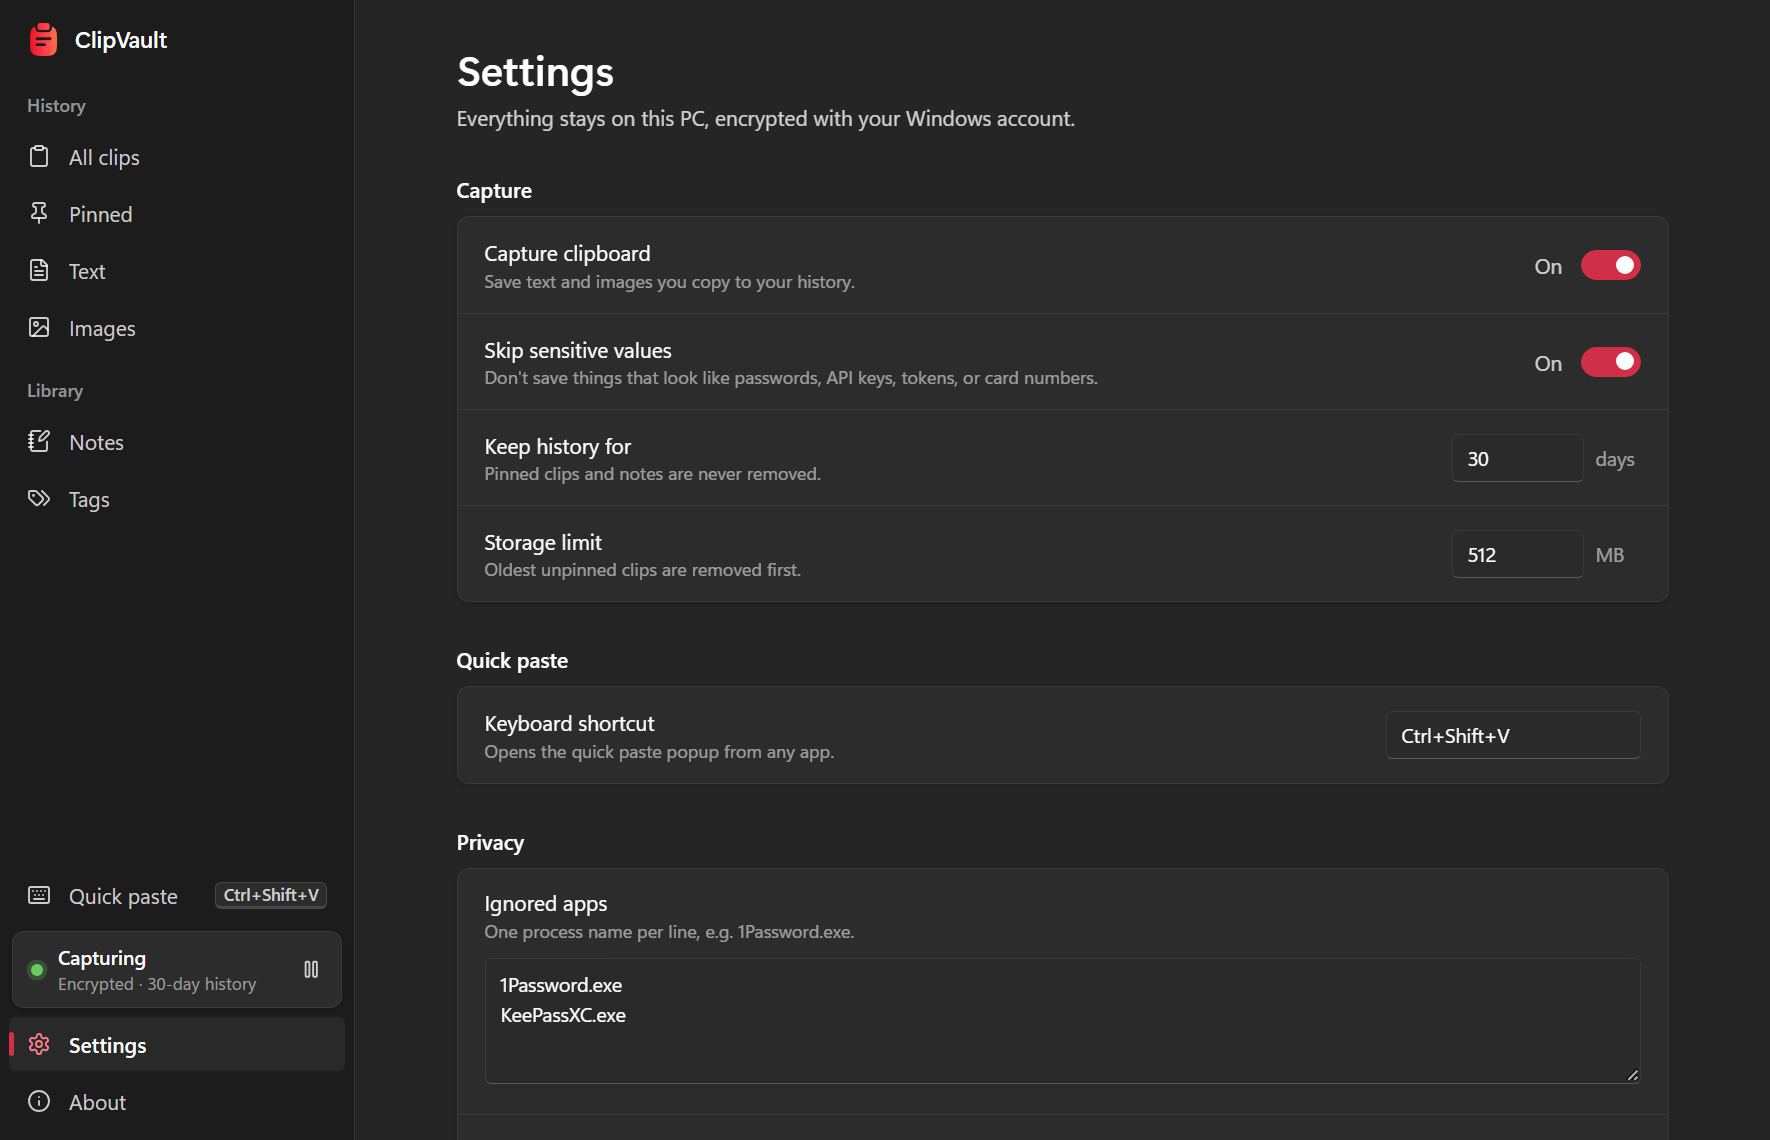 ClipVault
History
All clips
Pinned
Text
Images
Library
Notes
Tags
Quick paste Ctrl+Shift+V
Capturing
Encrypted · 30-day history
Settings
About
Settings
Everything stays on this PC, encrypted with your Windows account.
Capture
Capture clipboard
Save text and images you copy to your history.
On
Skip sensitive values
Don't save things that look like passwords, API keys, tokens, or card numbers.
On
Keep history for
Pinned clips and notes are never removed.
30 days
Storage limit
Oldest unpinned clips are removed first.
512 MB
Quick paste
Keyboard shortcut
Opens the quick paste popup from any app.
Ctrl+Shift+V
Privacy
Ignored apps
One process name per line, e.g. 1Password.exe.
1Password.exe
KeePassXC.exe